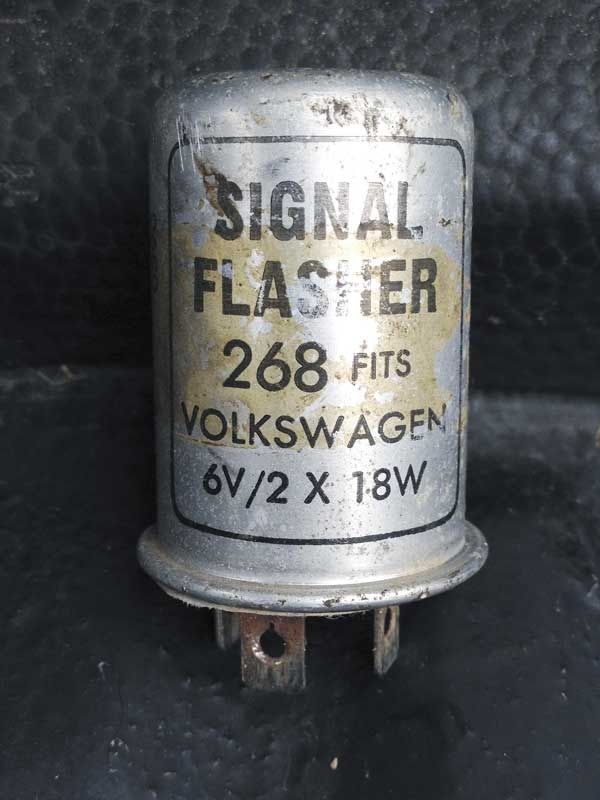 SIGNAL
FLASHER
268 FITS
VOLKSWAGEN
6V/2 X 18W